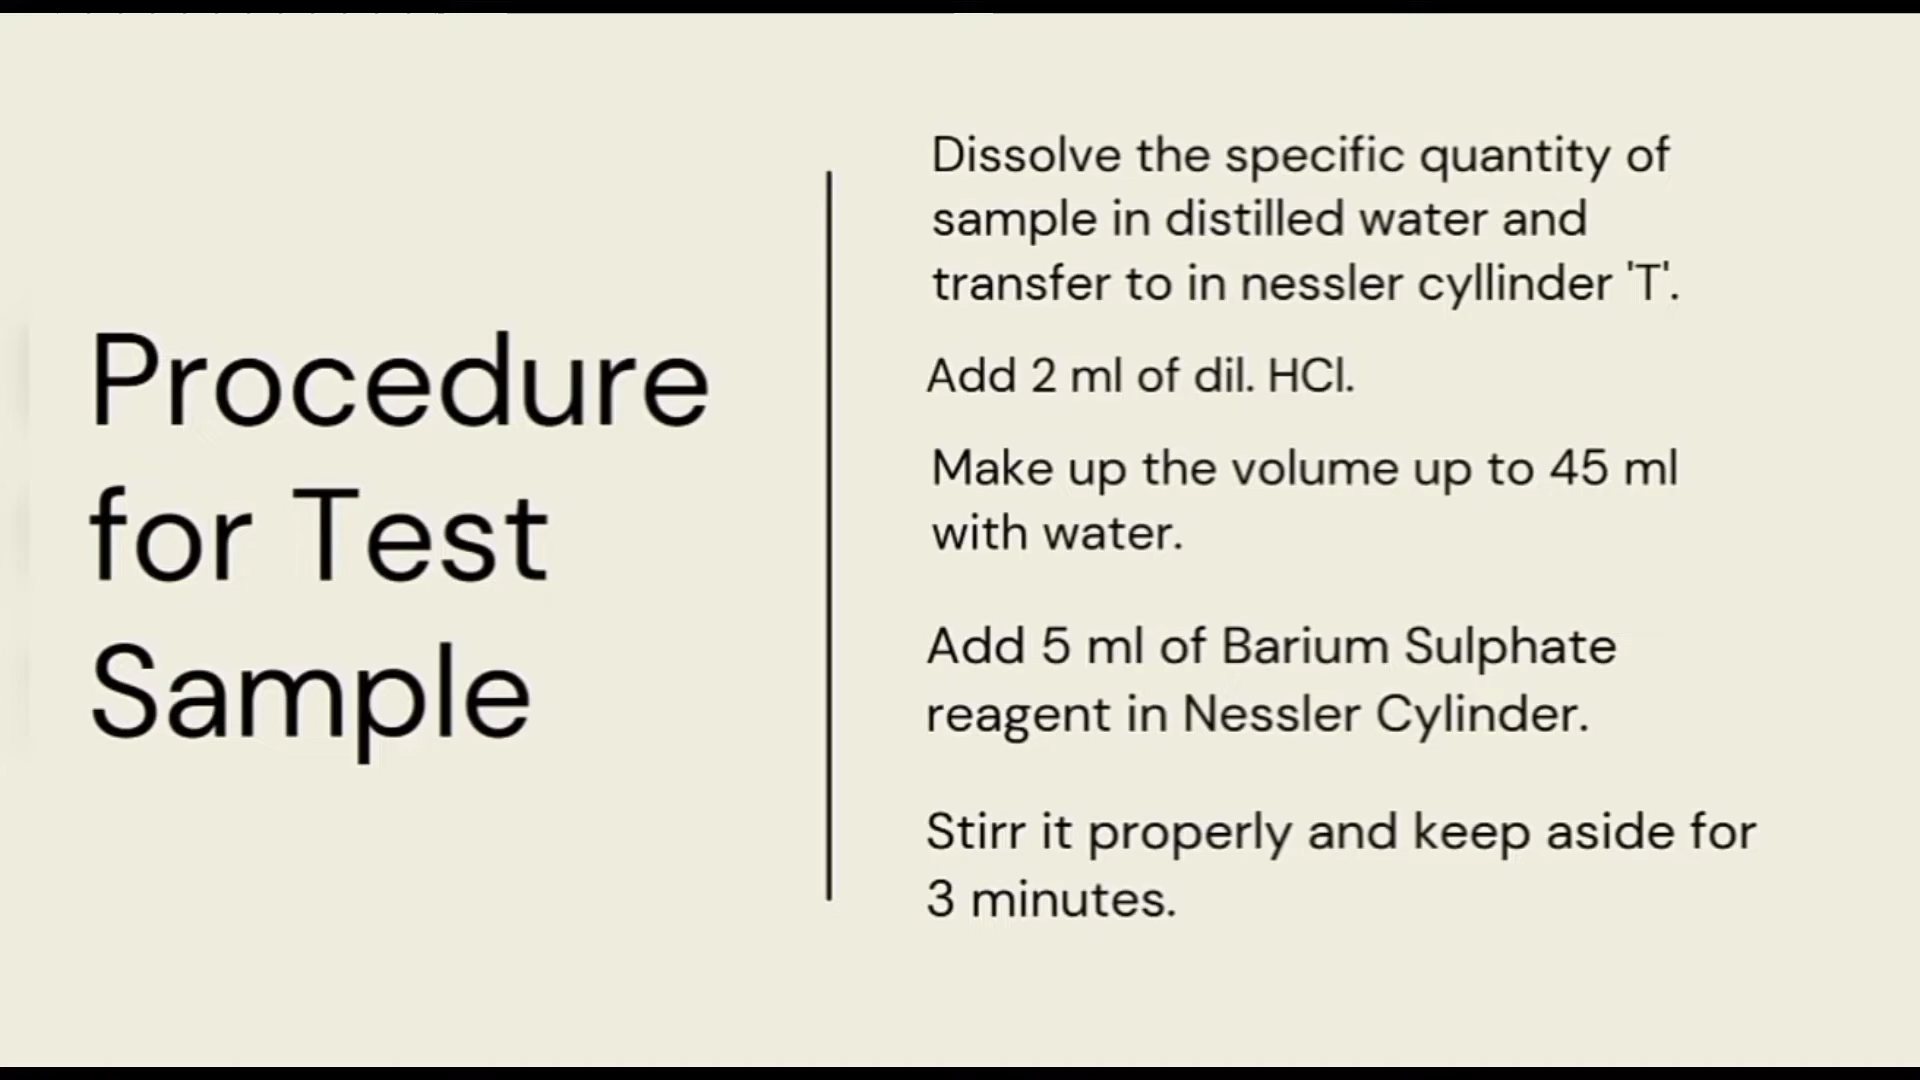 Procedure
for Test
Sample
Dissolve the specific quantity of
sample in distilled water and
transfer to in nessler cyllinder 'T'.
Add 2 ml of dil. HCl.
Make up the volume up to 45 ml
with water.
Add 5 ml of Barium Sulphate
reagent in Nessler Cylinder.
Stirr it properly and keep aside for
3 minutes.